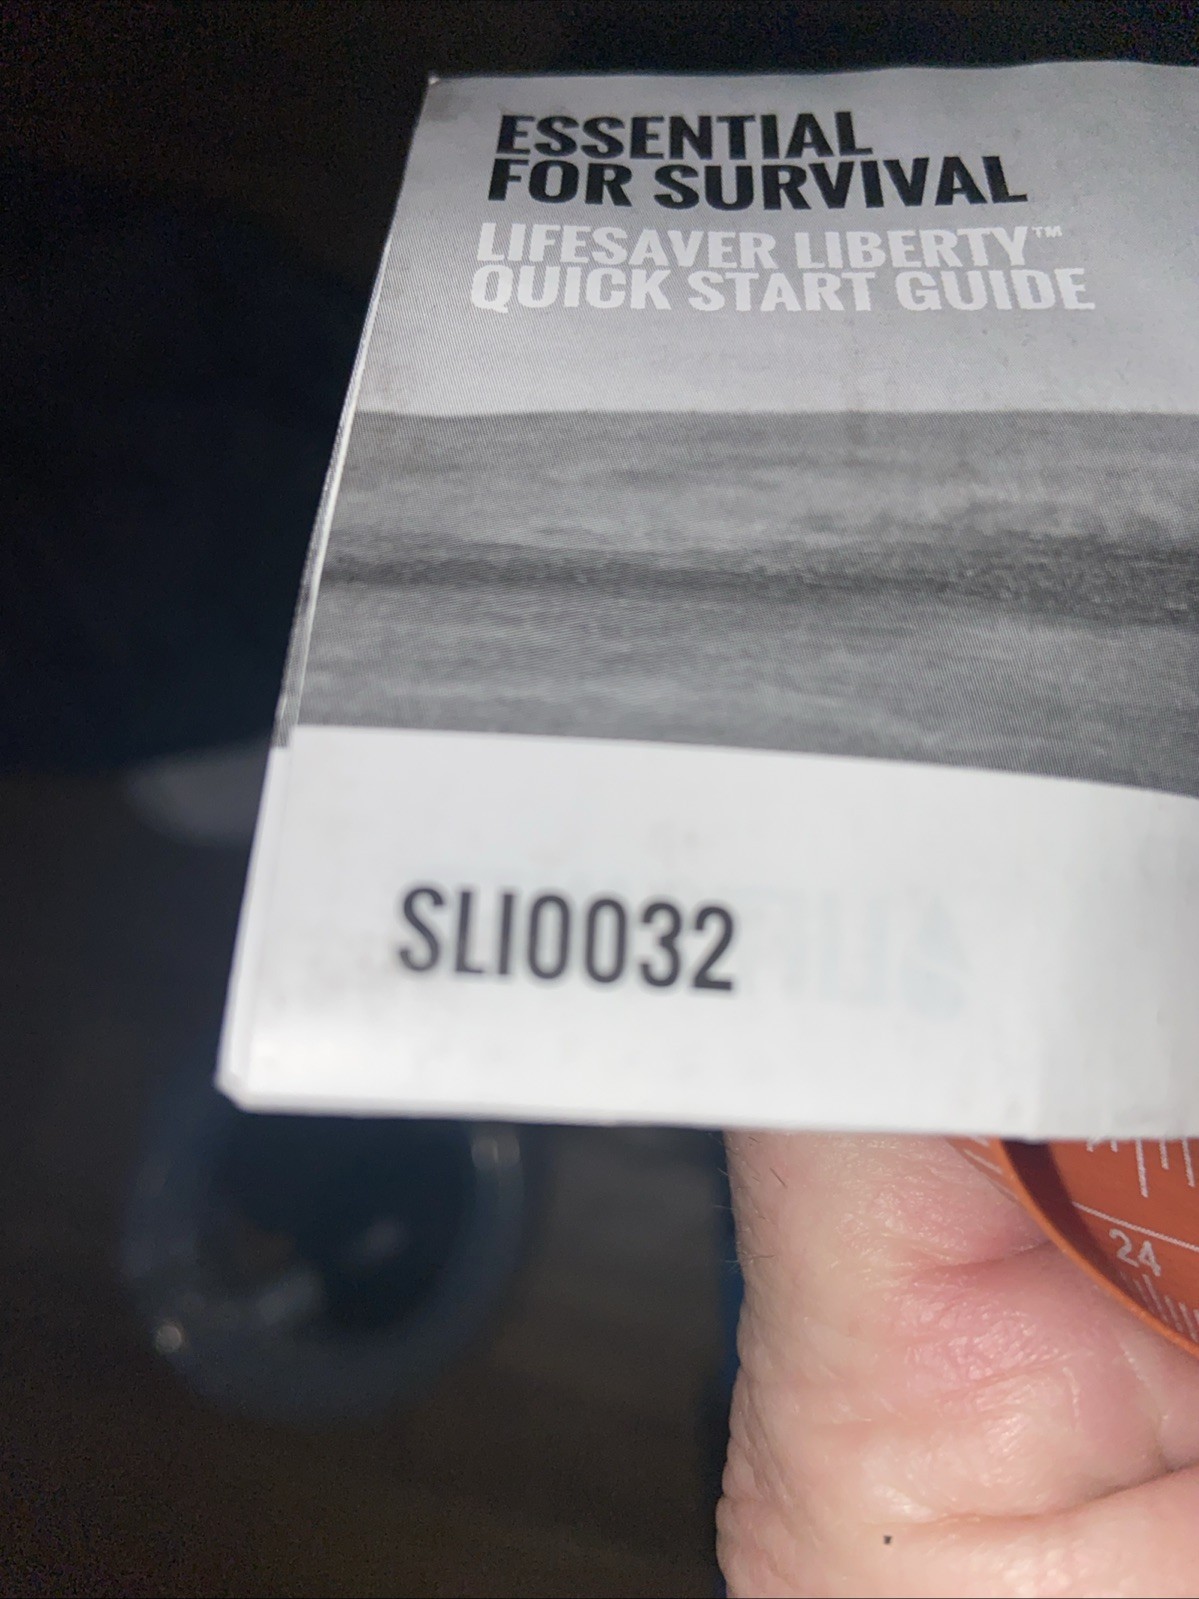 ESSENTIAL
FOR SURVIVAL
LIFESAVER LIBERTY™
QUICK START GUIDE
SLI0032
24